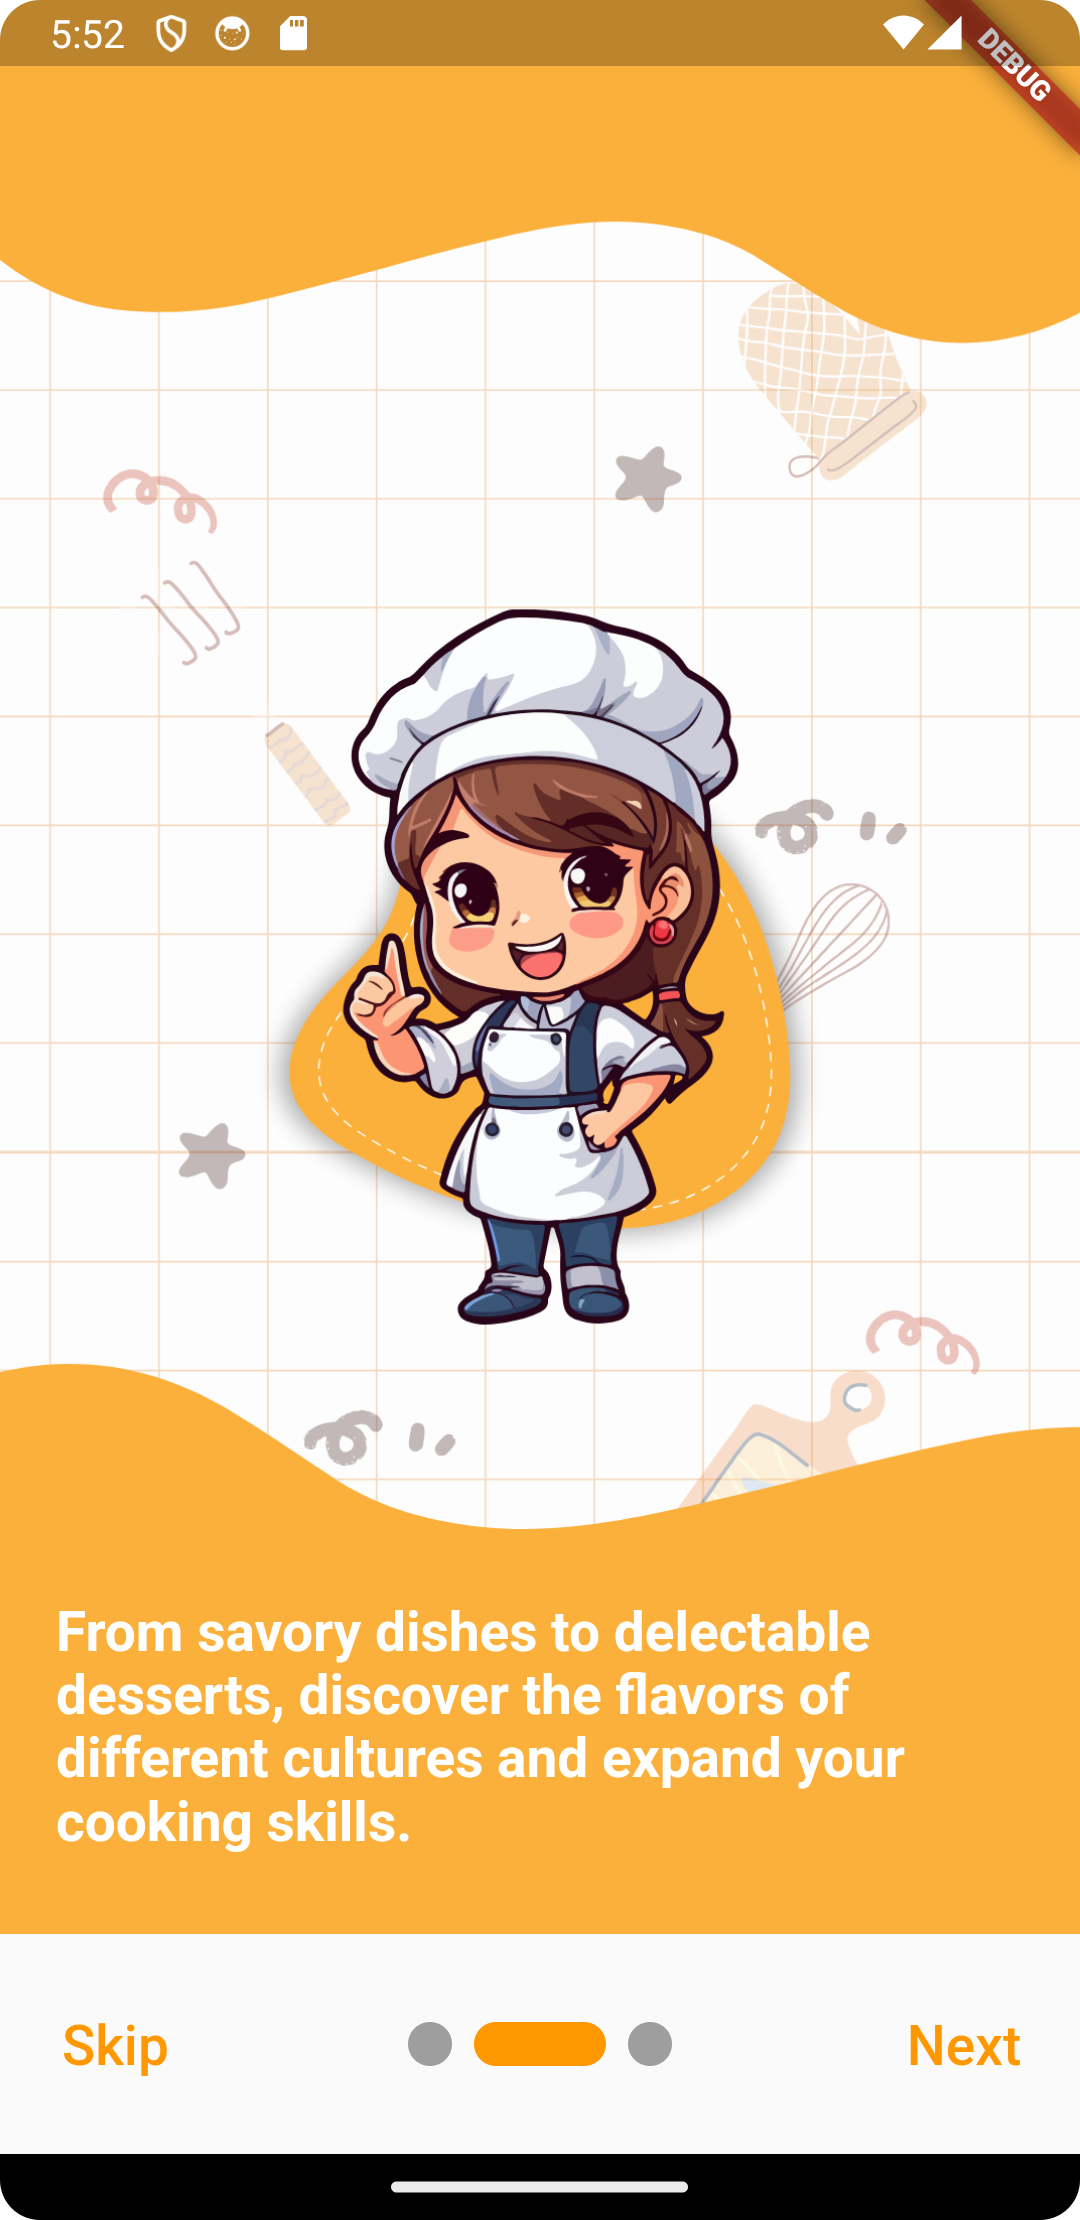 5:52
DEBUG
From savory dishes to delectable
desserts, discover the flavors of
different cultures and expand your
cooking skills.
Skip
Next